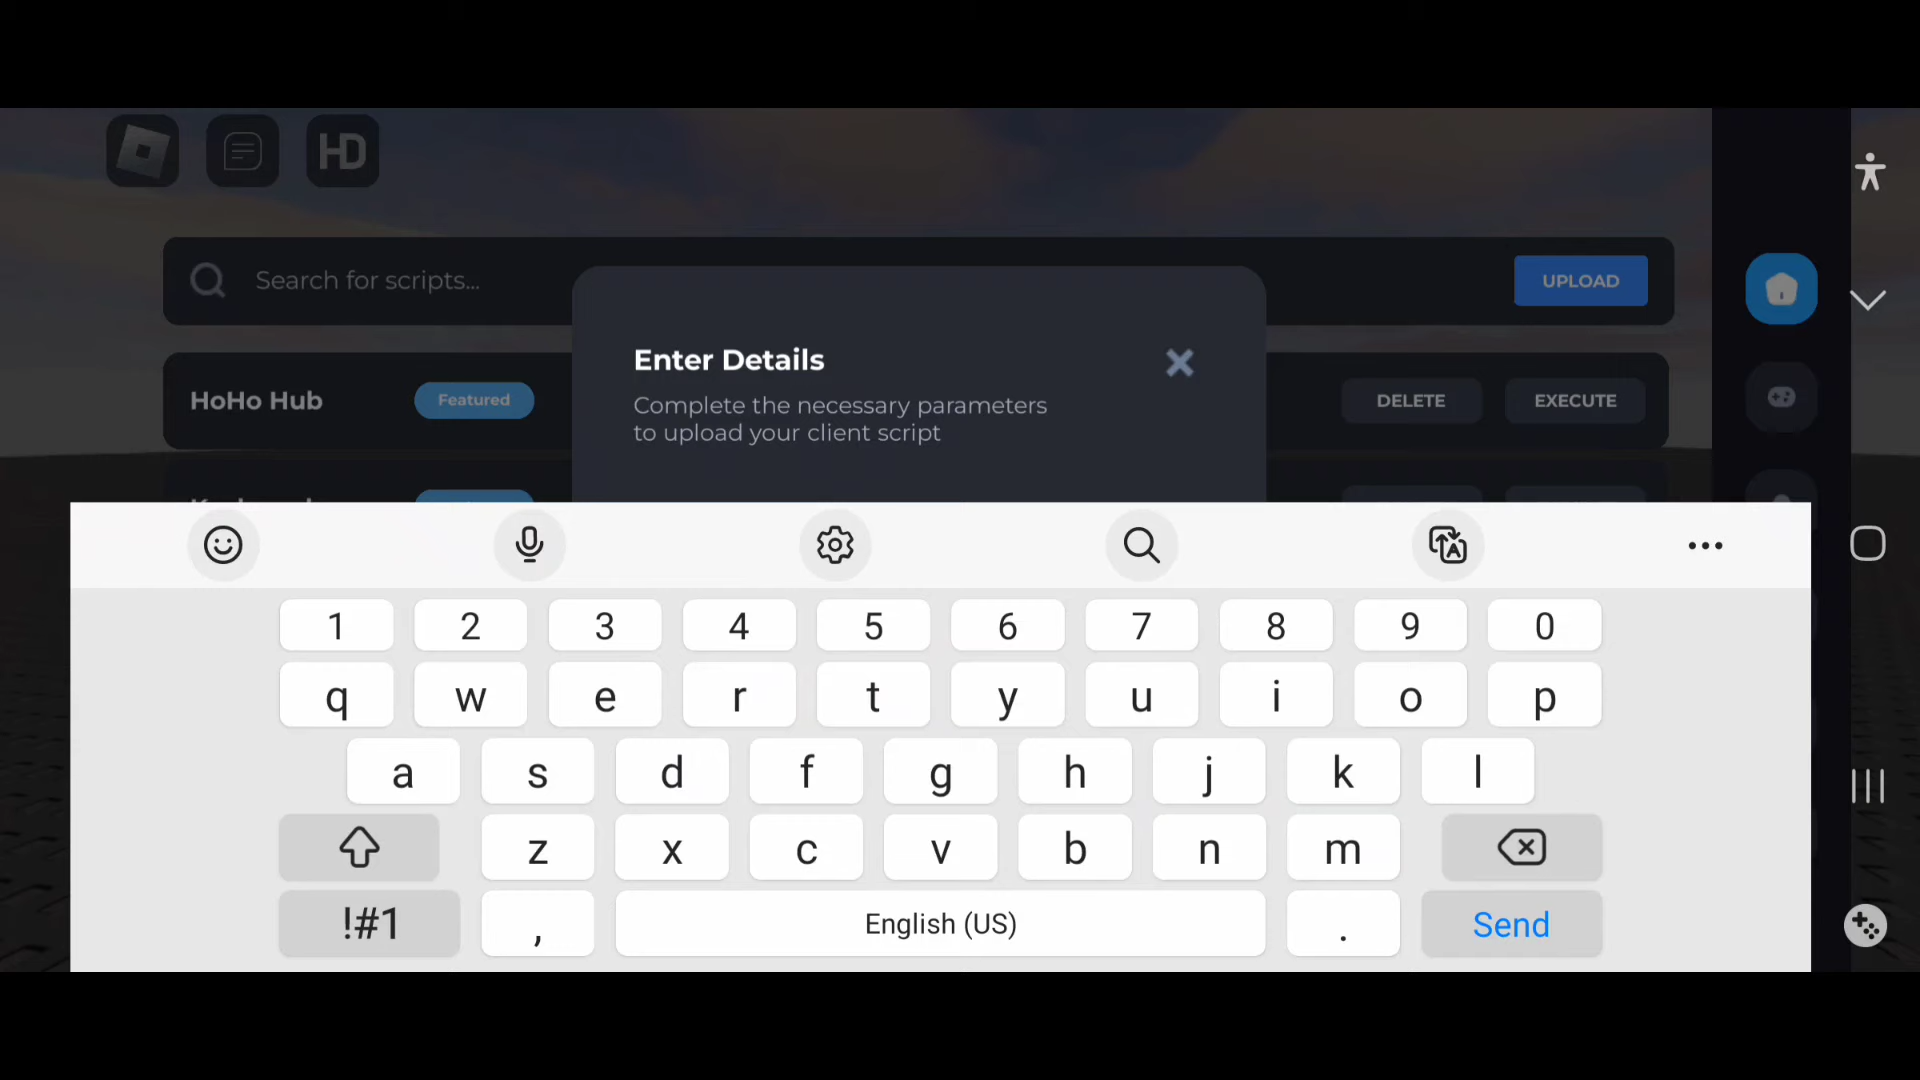 HD
Search for scripts...
UPLOAD
Enter Details
Complete the necessary parameters
to upload your client script
HoHo Hub
Featured
DELETE
EXECUTE
1 2 3 4 5 6 7 8 9 0
q w e r t y u i o p
a s d f g h j k l
z x c v b n m
!#1 , English (US) . Send